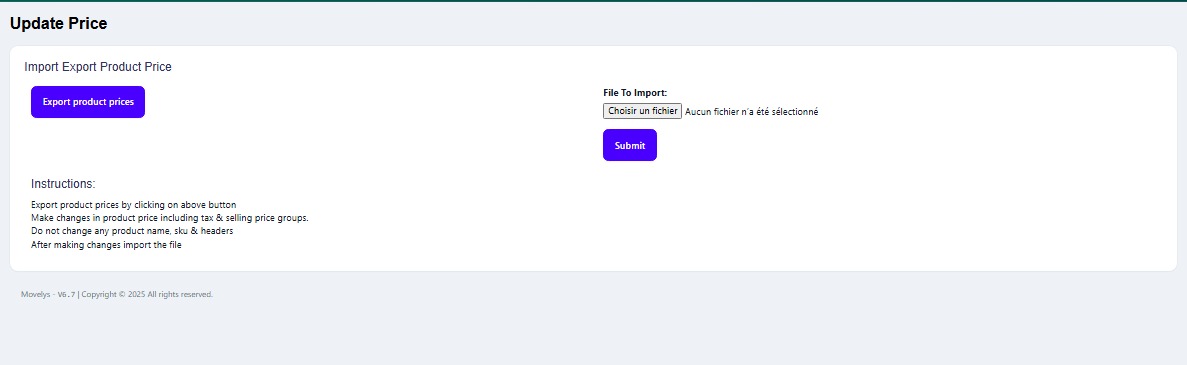 Update Price
Import Export Product Price
Export product prices
File To Import:
Choisir un fichier Aucun fichier n'a été sélectionné
Submit
Instructions:
Export product prices by clicking on above button
Make changes in product price including tax & selling price groups.
Do not change any product name, sku & headers
After making changes import the file
Movelys - V6.7 | Copyright © 2025 All rights reserved.